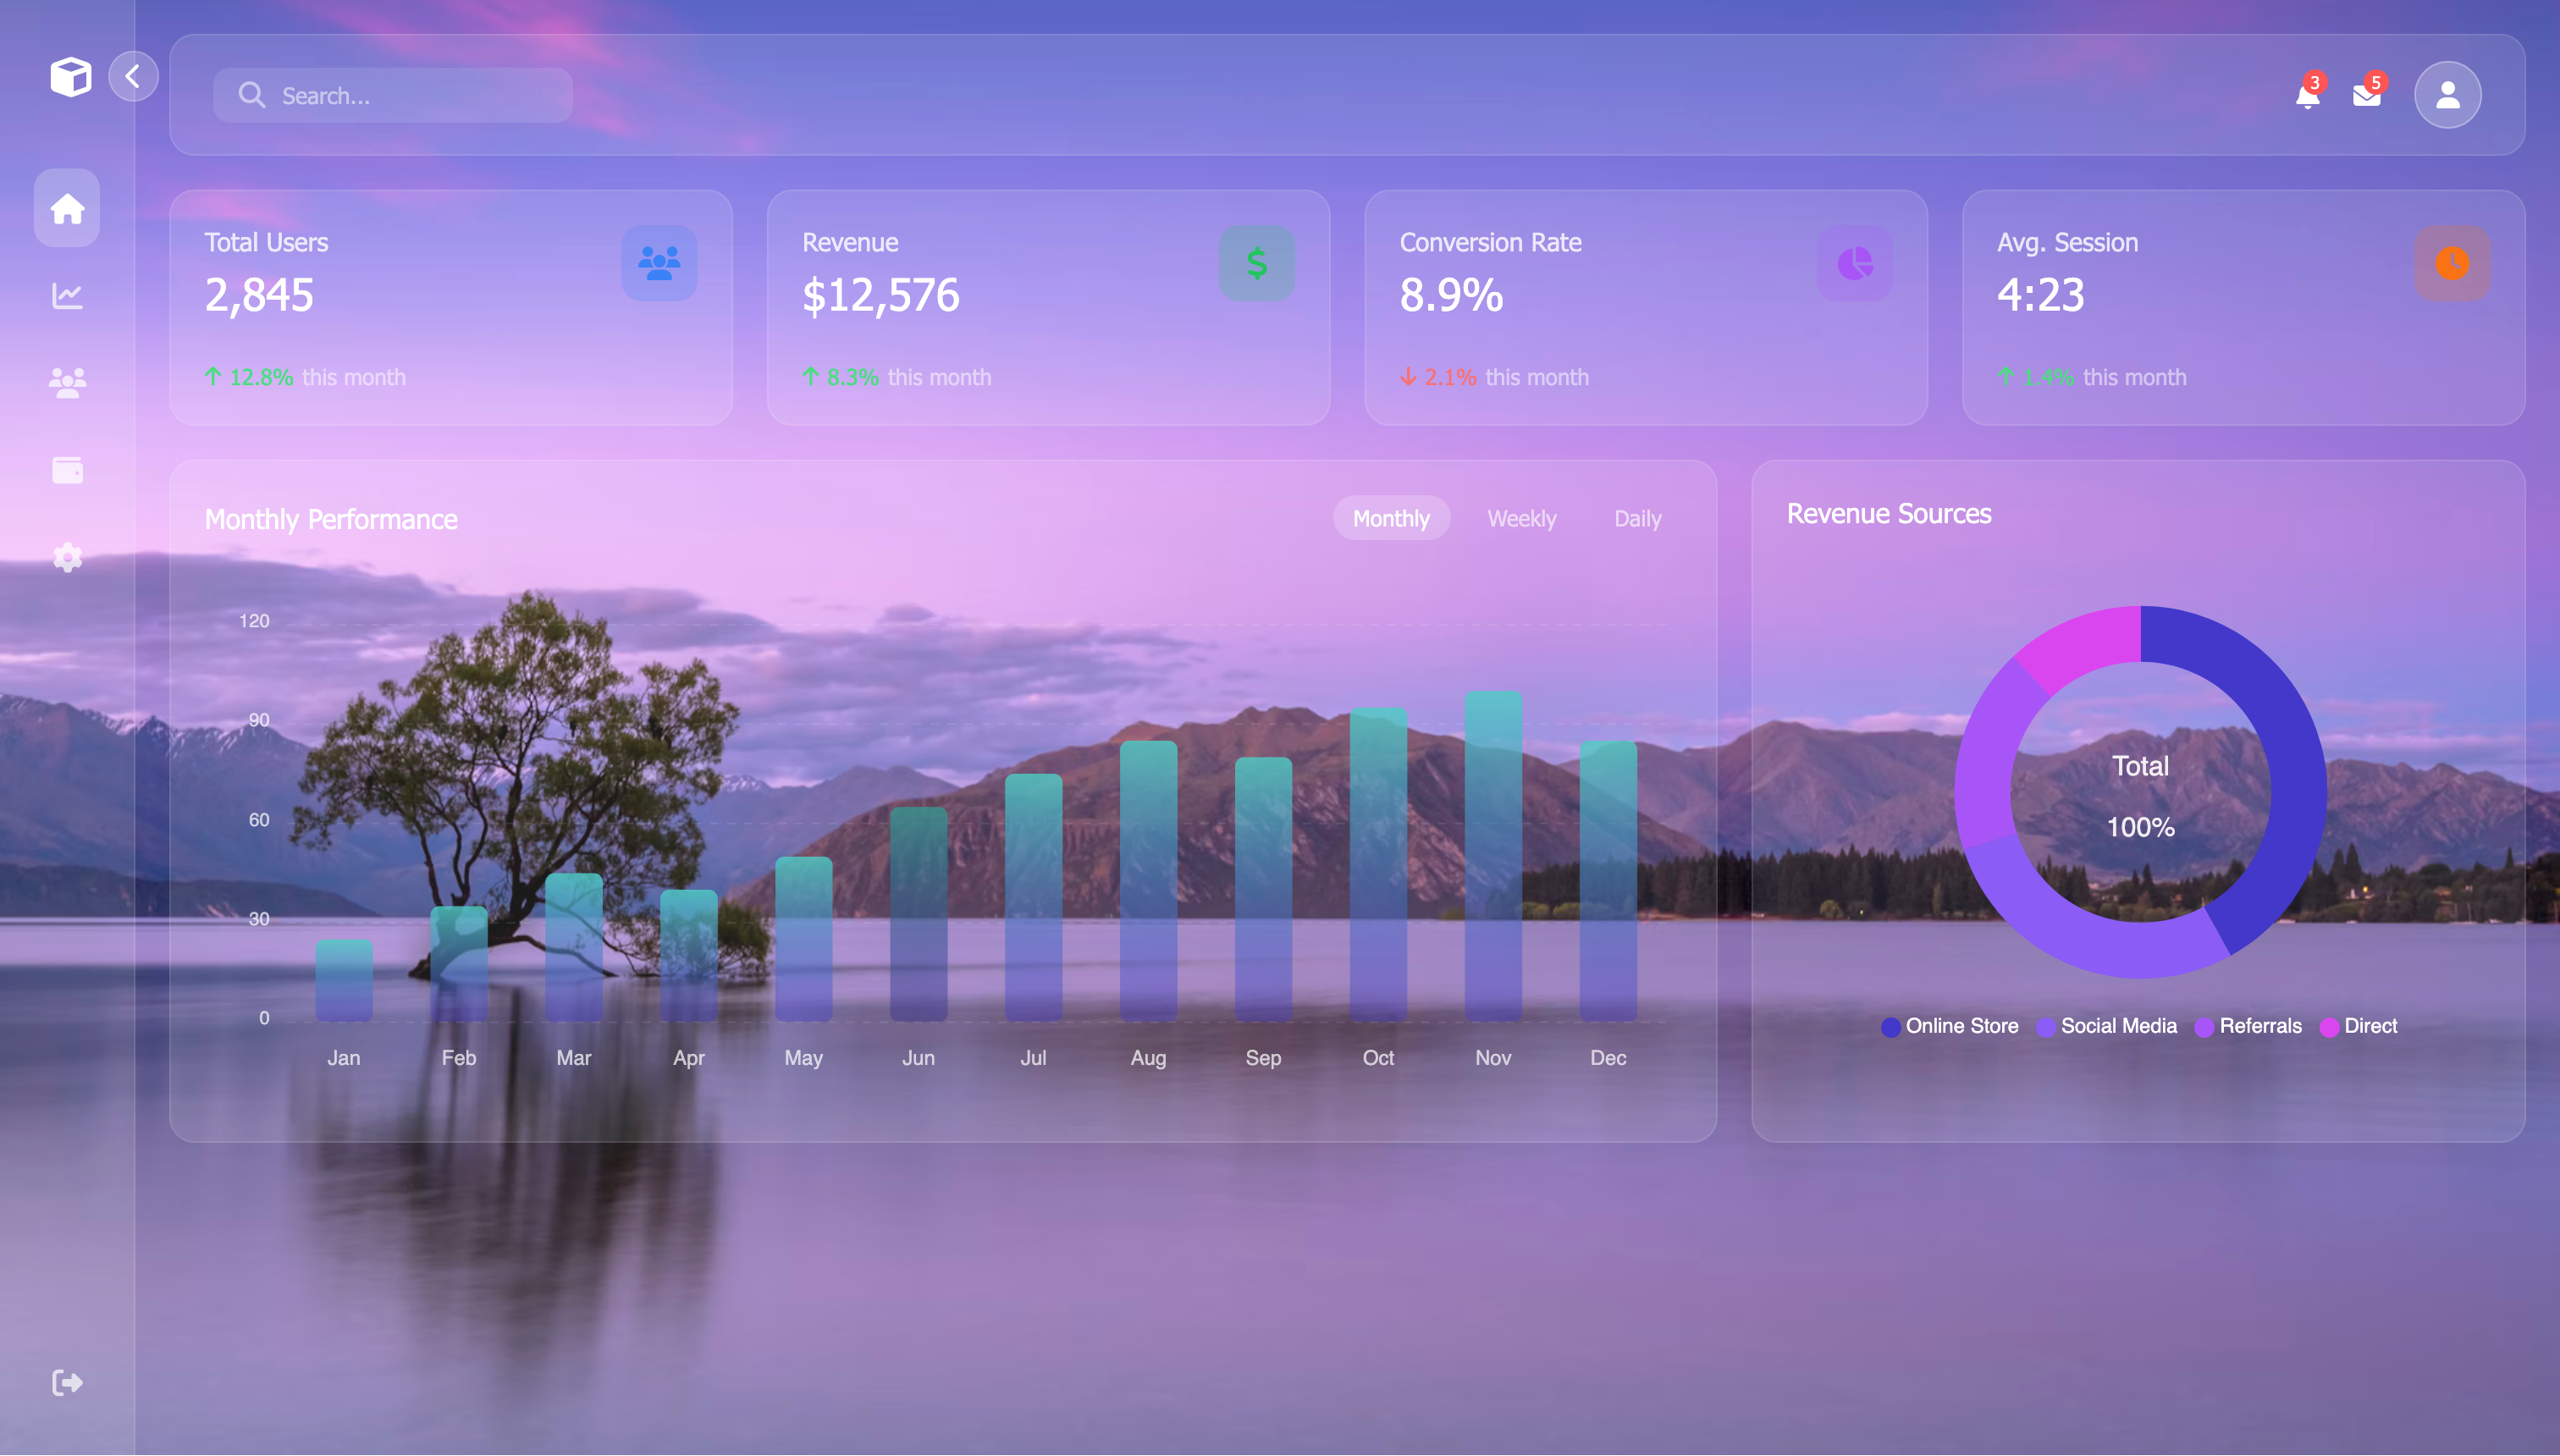 Search...
3
5
Total Users
2,845
12.8% this month
Revenue
$12,576
8.3% this month
Conversion Rate
8.9%
2.1% this month
Avg. Session
4:23
1.4% this month
Monthly Performance
Monthly Weekly Daily
120
90
60
30
0
Jan Feb Mar Apr May Jun Jul Aug Sep Oct Nov Dec
Revenue Sources
Total
100%
Online Store Social Media Referrals Direct